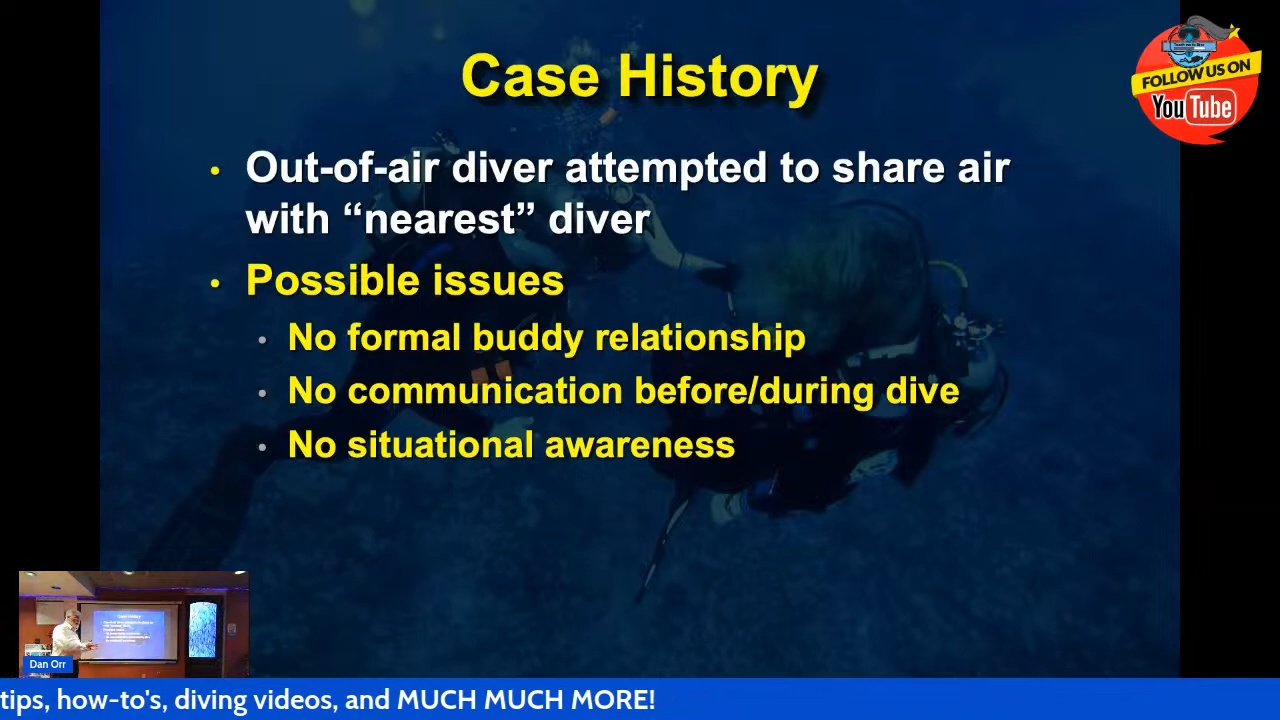 Case History
FOLLOW US ON
YouTube
• Out-of-air diver attempted to share air
with “nearest” diver
• Possible issues
• No formal buddy relationship
• No communication before/during dive
• No situational awareness
Case History
Dan Orr
tips, how-to's, diving videos, and MUCH MUCH MORE!